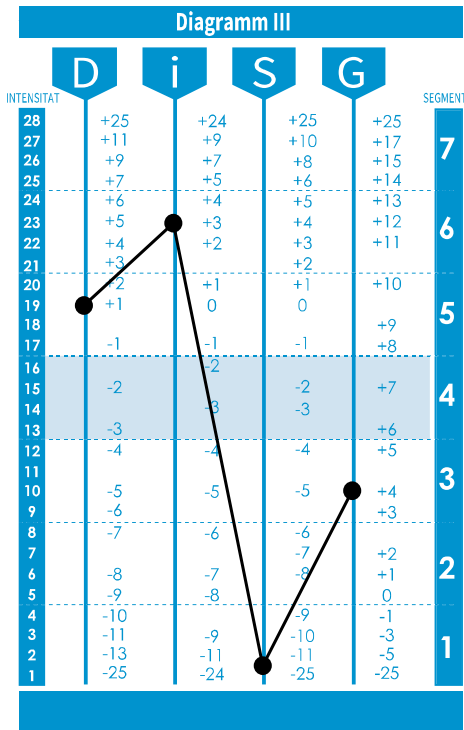 Diagramm III
D i S G
INTENSITAT SEGMENT
28 +25 +24 +25 +25
27 +11 +9 +10 +17 7
26 +9 +7 +8 +15
25 +7 +5 +6 +14
24 +6 +4 +5 +13
23 +5 +3 +4 +12 6
22 +4 +2 +3 +11
21 +3 +2
20 +2 +1 +1 +10
19 +1 0 0 5
18 +9
17 -1 -1 -1 +8
16 -2
15 -2 -2 +7 4
14 -3 -3
13 -3 +6
12 -4 -4 -4 +5
11 3
10 -5 -5 -5 +4
9 -6 +3
8 -7 -6 -6
7 -7 +2 2
6 -8 -7 -8 +1
5 -9 -8 0
4 -10 -9 -1
3 -11 -9 -10 -3 1
2 -13 -11 -11 -5
1 -25 -24 -25 -25